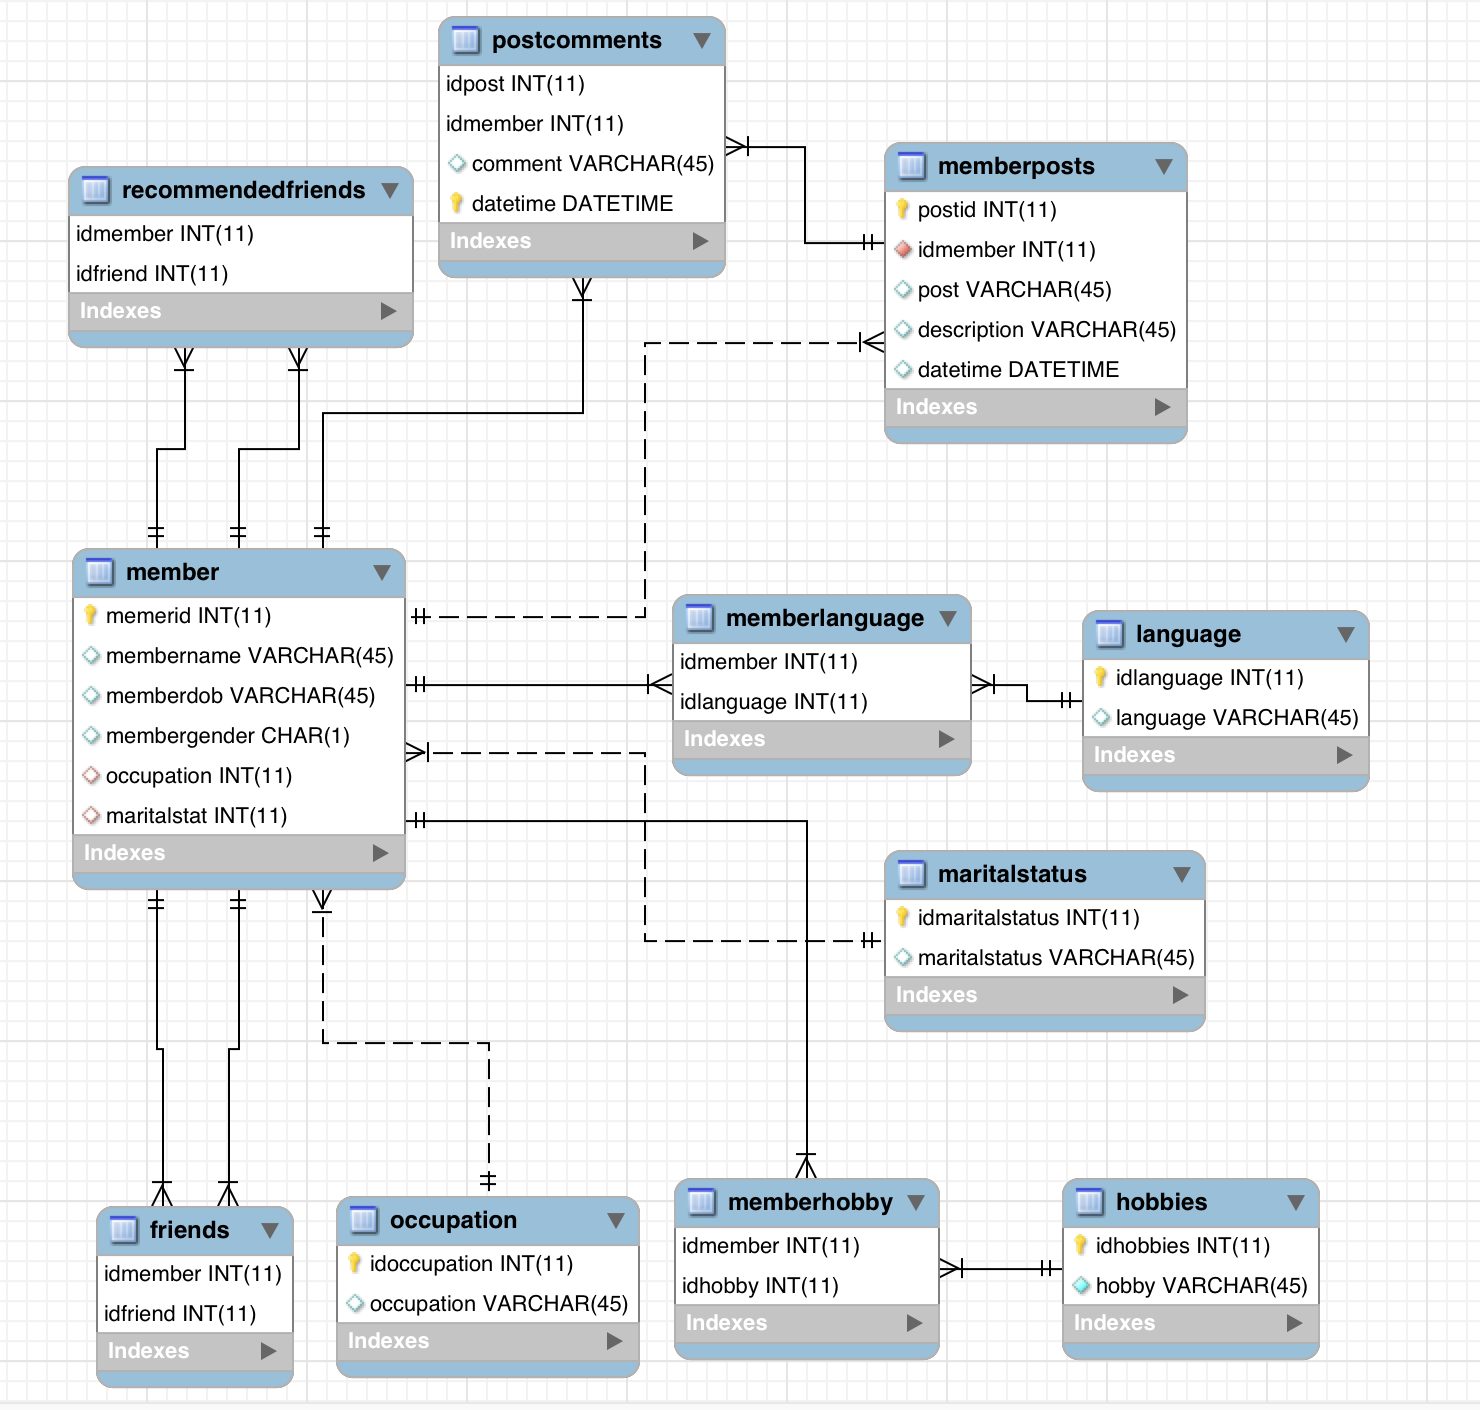 postcomments
idpost INT(11)
idmember INT(11)
comment VARCHAR(45)
datetime DATETIME
Indexes
memberposts
postid INT(11)
idmember INT(11)
post VARCHAR(45)
description VARCHAR(45)
datetime DATETIME
Indexes
recommendedfriends
idmember INT(11)
idfriend INT(11)
Indexes
member
memerid INT(11)
membername VARCHAR(45)
memberdob VARCHAR(45)
membergender CHAR(1)
occupation INT(11)
maritalstat INT(11)
Indexes
memberlanguage
idmember INT(11)
idlanguage INT(11)
Indexes
language
idlanguage INT(11)
language VARCHAR(45)
Indexes
maritalstatus
idmaritalstatus INT(11)
maritalstatus VARCHAR(45)
Indexes
friends
idmember INT(11)
idfriend INT(11)
Indexes
occupation
idoccupation INT(11)
occupation VARCHAR(45)
Indexes
memberhobby
idmember INT(11)
idhobby INT(11)
Indexes
hobbies
idhobbies INT(11)
hobby VARCHAR(45)
Indexes